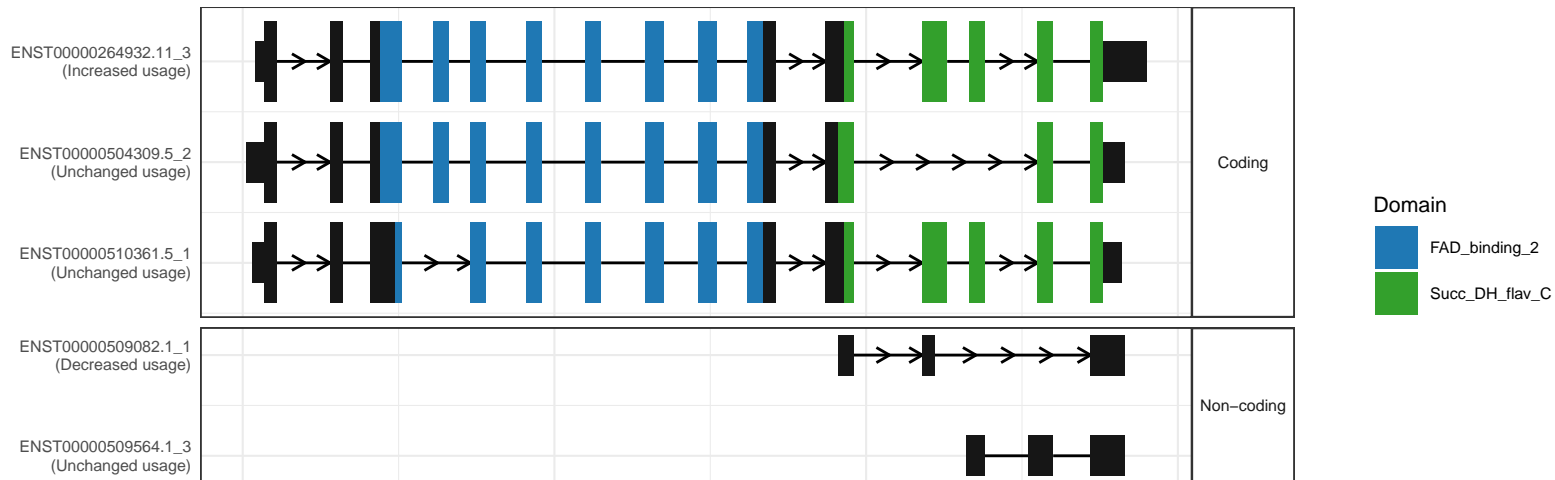 ENST00000264932.11_3
(Increased usage)
ENST00000504309.5_2
(Unchanged usage)
ENST00000510361.5_1
(Unchanged usage)
Coding
ENST00000509082.1_1
(Decreased usage)
ENST00000509564.1_3
(Unchanged usage)
Non−coding
Domain
FAD_binding_2
Succ_DH_flav_C